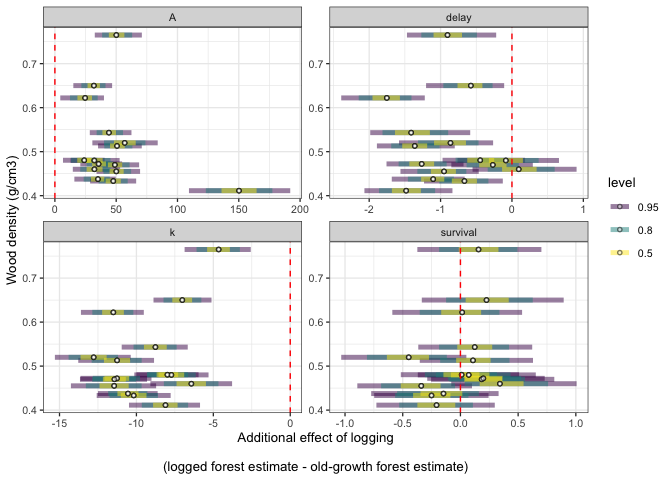 A
delay
0.7
0.6
0.5
0.4
0 50 100 150 200
-2 -1 0 1
k
survival
0.7
0.6
0.5
0.4
-15 -10 -5 0
-1.0 -0.5 0.0 0.5 1.0
Wood density (g/cm3)
Additional effect of logging
(logged forest estimate - old-growth forest estimate)
level
0.95
0.8
0.5